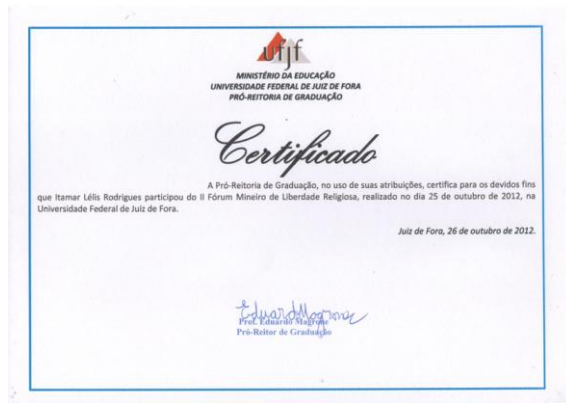 ufjf
MINISTÉRIO DA EDUCAÇÃO
UNIVERSIDADE FEDERAL DE JUIZ DE FORA
PRÓ-REITORIA DE GRADUAÇÃO
Certificado
A Pró-Reitoria de Graduação, no uso de suas atribuições, certifica para os devidos fins
que Itamar Lélis Rodrigues participou do II Fórum Mineiro de Liberdade Religiosa, realizado no dia 25 de outubro de 2012, na
Universidade Federal de Juiz de Fora.
Juiz de Fora, 26 de outubro de 2012.
Eduardo Magrone
Prof. Eduardo Magrone
Pró-Reitor de Graduação